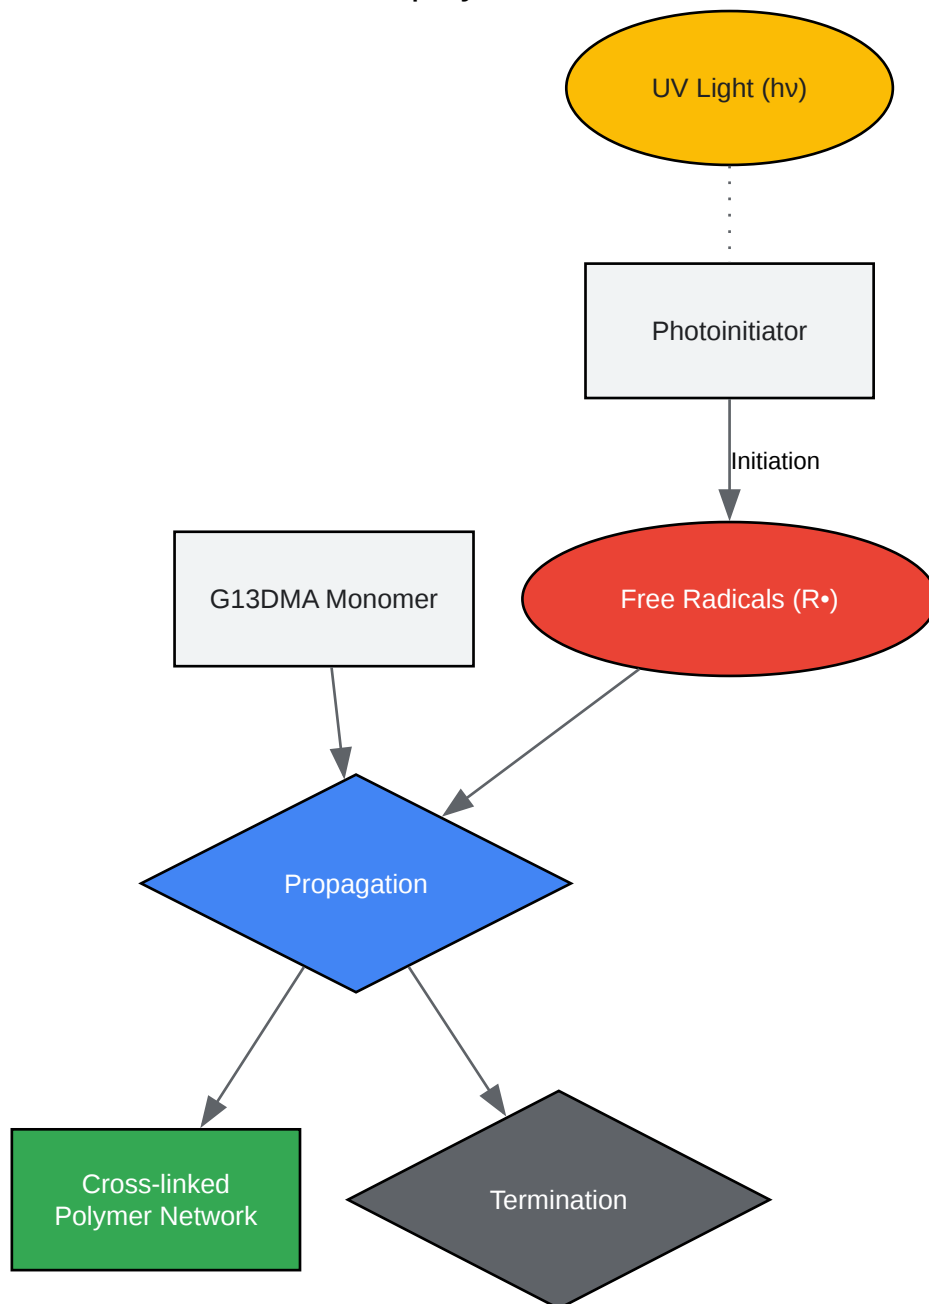 UV Light (hν)
Photoinitiator
Initiation
G13DMA Monomer
Free Radicals (R•)
Propagation
Cross-linked
Polymer Network
Termination